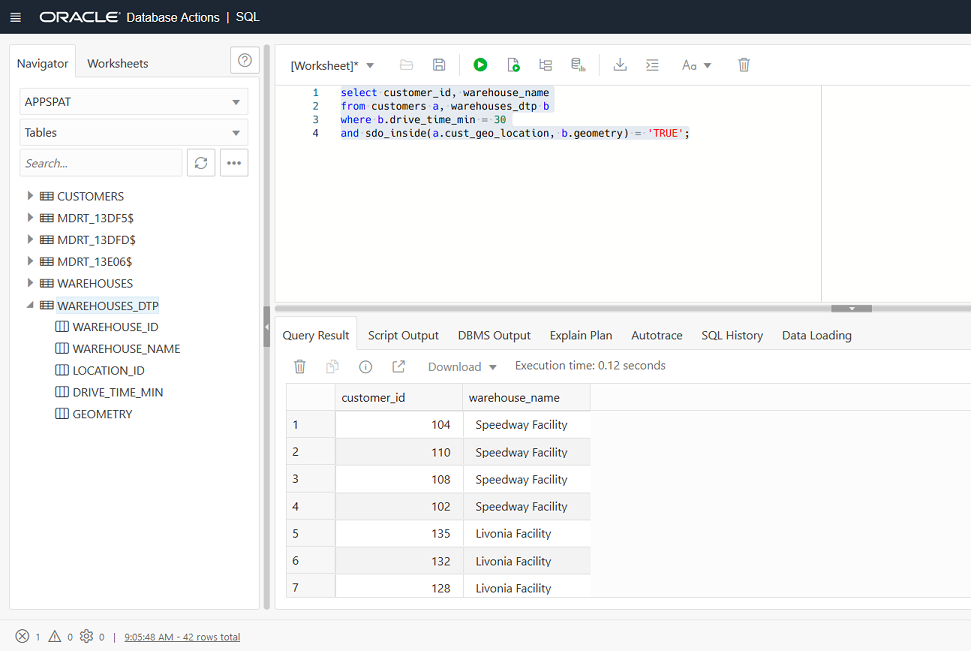 ORACLE Database Actions | SQL
Navigator Worksheets
APPSPAT
Tables
Search...
CUSTOMERS
MDRT_13DF5$
MDRT_13DFD$
MDRT_13E06$
WAREHOUSES
WAREHOUSES_DTP
WAREHOUSE_ID
WAREHOUSE_NAME
LOCATION_ID
DRIVE_TIME_MIN
GEOMETRY
[Worksheet]*
Aa
1 select customer_id, warehouse_name
2 from customers a, warehouses_dtp b
3 where b.drive_time_min = 30
4 and sdo_inside(a.cust_geo_location, b.geometry) = 'TRUE';
Query Result Script Output DBMS Output Explain Plan Autotrace SQL History Data Loading
Download Execution time: 0.12 seconds
customer_id warehouse_name
1 104 Speedway Facility
2 110 Speedway Facility
3 108 Speedway Facility
4 102 Speedway Facility
5 135 Livonia Facility
6 132 Livonia Facility
7 128 Livonia Facility
1 0 0 | 9:05:48 AM - 42 rows total